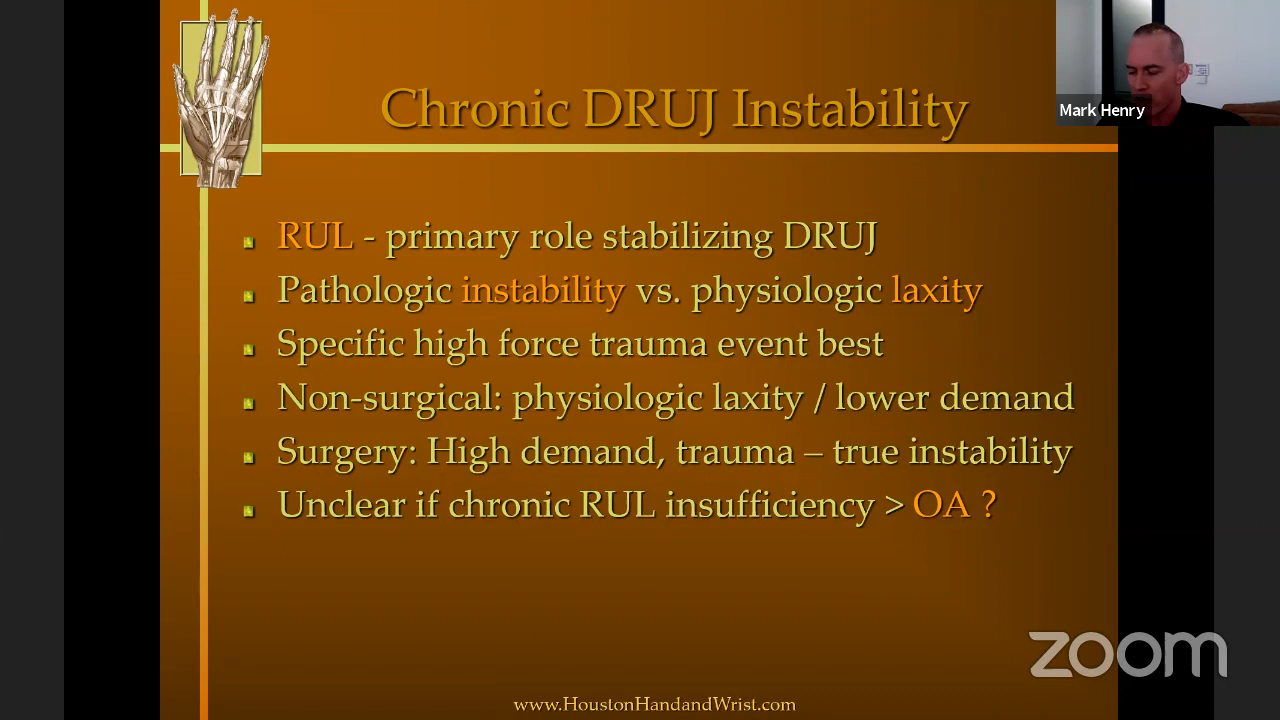 Chronic DRUJ Instability
Mark Henry
RUL - primary role stabilizing DRUJ
Pathologic instability vs. physiologic laxity
Specific high force trauma event best
Non-surgical: physiologic laxity / lower demand
Surgery: High demand, trauma – true instability
Unclear if chronic RUL insufficiency > OA ?
zoom
www.HoustonHandandWrist.com